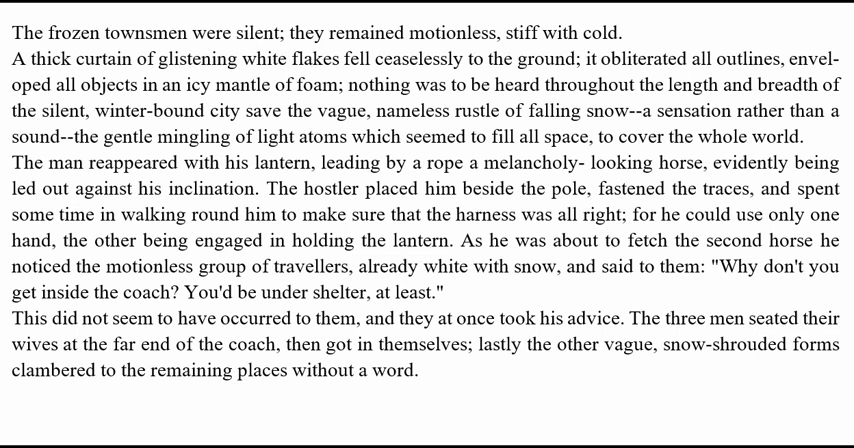 The frozen townsmen were silent; they remained motionless, stiff with cold.
A thick curtain of glistening white flakes fell ceaselessly to the ground; it obliterated all outlines, envel-
oped all objects in an icy mantle of foam; nothing was to be heard throughout the length and breadth of
the silent, winter-bound city save the vague, nameless rustle of falling snow--a sensation rather than a
sound--the gentle mingling of light atoms which seemed to fill all space, to cover the whole world.
The man reappeared with his lantern, leading by a rope a melancholy- looking horse, evidently being
led out against his inclination. The hostler placed him beside the pole, fastened the traces, and spent
some time in walking round him to make sure that the harness was all right; for he could use only one
hand, the other being engaged in holding the lantern. As he was about to fetch the second horse he
noticed the motionless group of travellers, already white with snow, and said to them: "Why don't you
get inside the coach? You'd be under shelter, at least."
This did not seem to have occurred to them, and they at once took his advice. The three men seated their
wives at the far end of the coach, then got in themselves; lastly the other vague, snow-shrouded forms
clambered to the remaining places without a word.